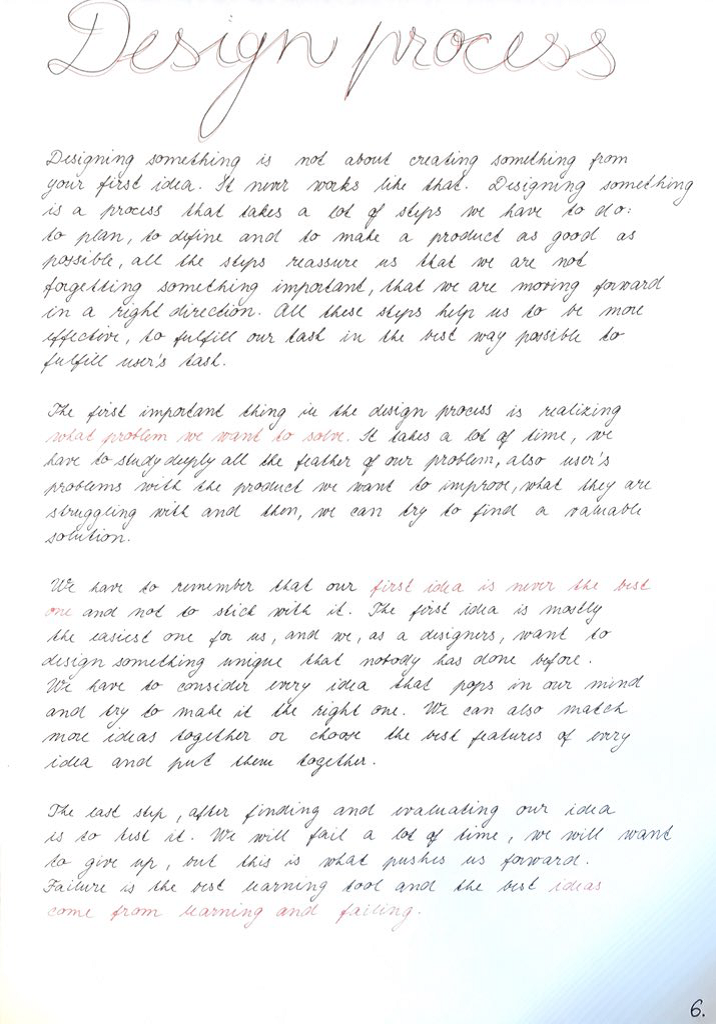 Design process
Designing something is not about creating something from
your first idea. It never works like that. Designing something
is a process that takes a lot of steps we have to do:
to plan, to define and to make a product as good as
possible, all the steps reassure us that we are not
forgetting something important, that we are moving forward
in a right direction. All these steps help us to be more
effective, to fulfill our task in the best way possible to
fulfill user's task.
The first important thing in the design process is realizing
what problem we want to solve. It takes a lot of time, we
have to study deeply all the feather of our problem, also user's
problems with the product we want to improve, what they are
struggling with and then, we can try to find a valuable
solution.
We have to remember that our first idea is never the best
one and not to stick with it. The first idea is mostly
the easiest one for us, and we, as a designers, want to
design something unique that nobody has done before.
We have to consider every idea that pops in our mind
and try to make it the right one. We can also match
more ideas together or choose the best features of every
idea and put them together.
The last step, after finding and evaluating our idea
is to test it. We will fail a lot of time, we will want
to give up, but this is what pushes us forward.
Failure is the best learning tool and the best ideas
come from learning and failing.
6.